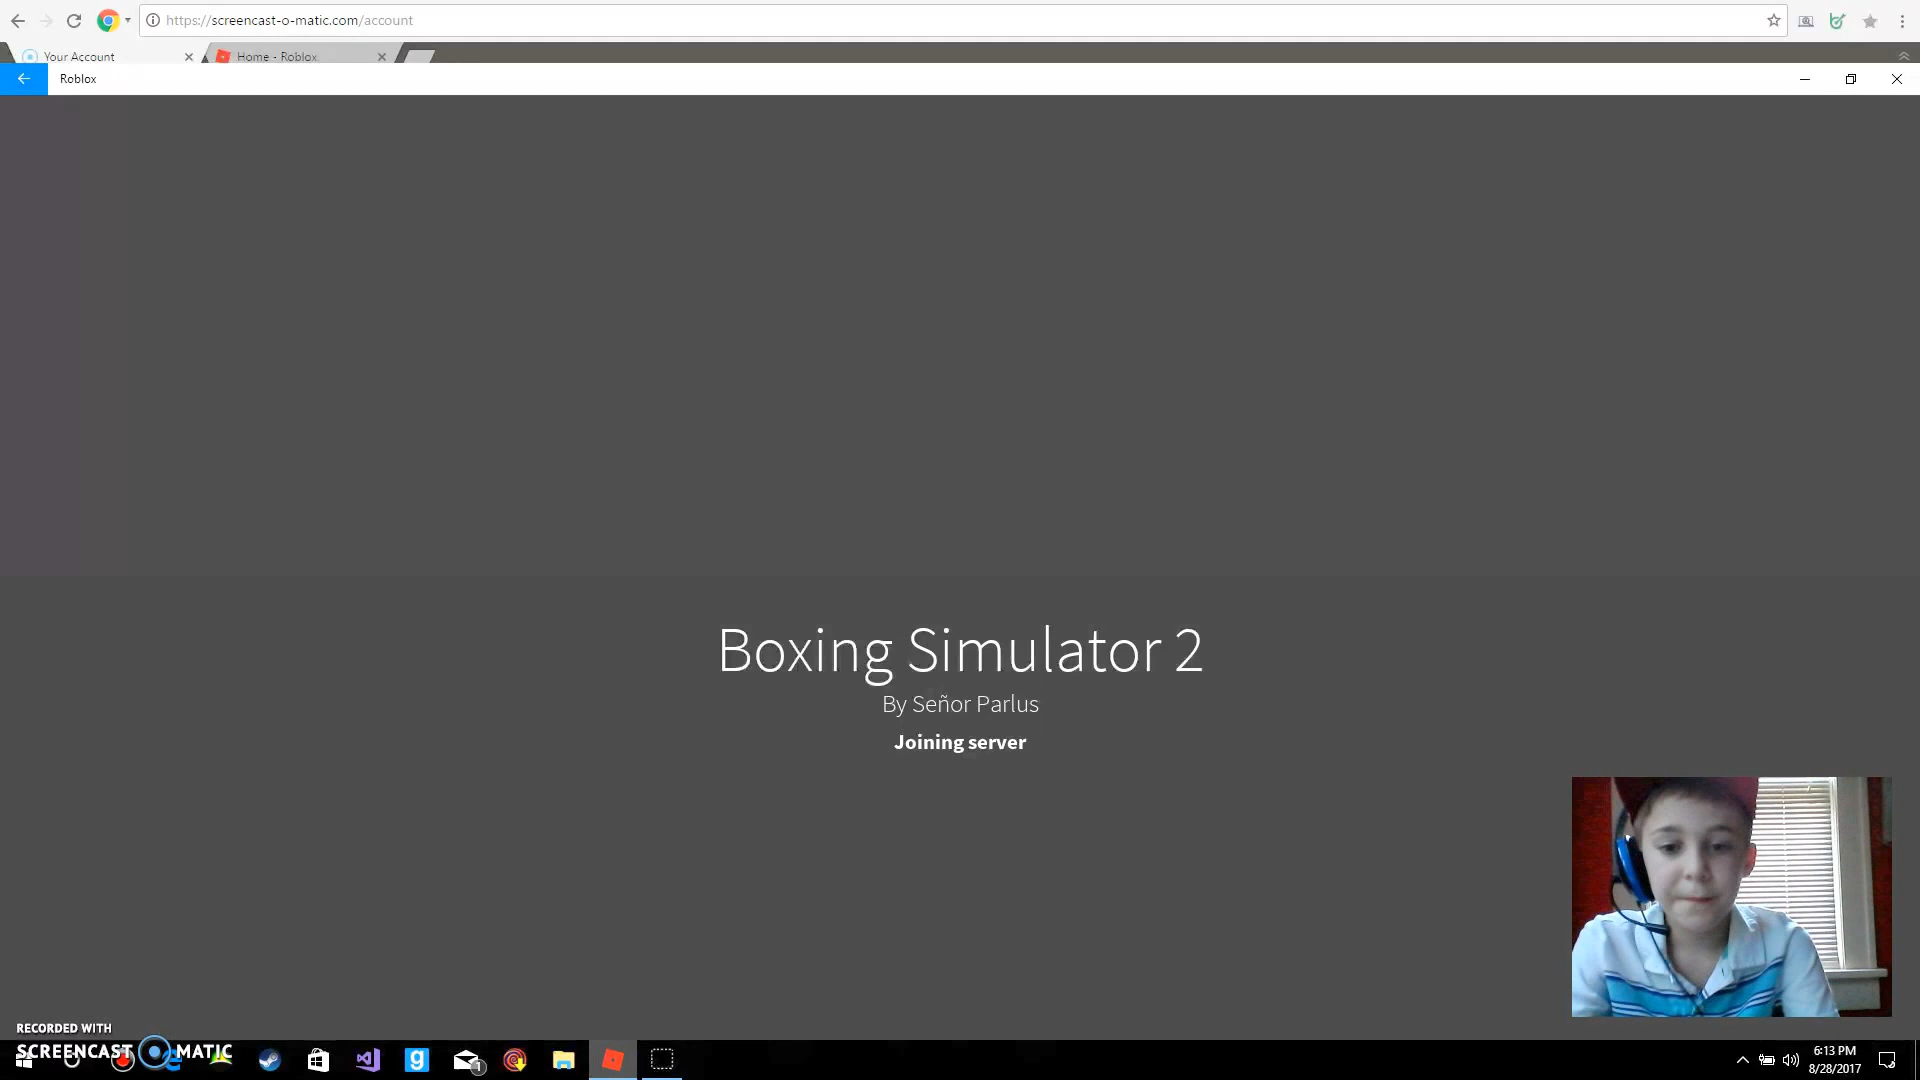 https://screencast-o-matic.com/account
Your Account
Home - Roblox
Roblox
Boxing Simulator 2
By Señor Parlus
Joining server
RECORDED WITH
SCREENCAST MATIC
1
6:13 PM
8/28/2017